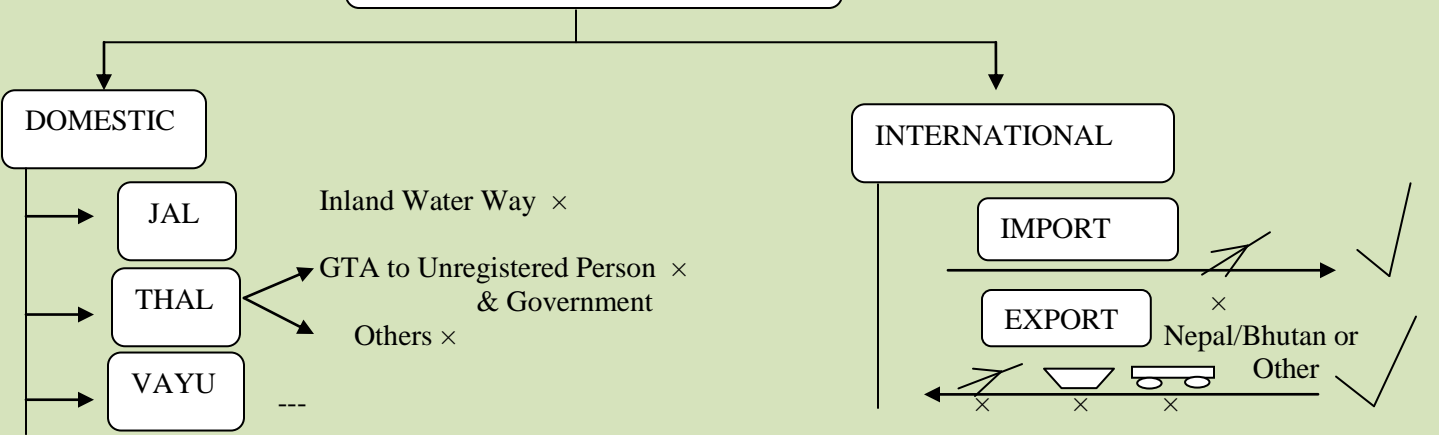 DOMESTIC
JAL
Inland Water Way ×
THAL
GTA to Unregistered Person ×
& Government
Others ×
VAYU
---
INTERNATIONAL
IMPORT
×
EXPORT
Nepal/Bhutan or
Other
× × ×